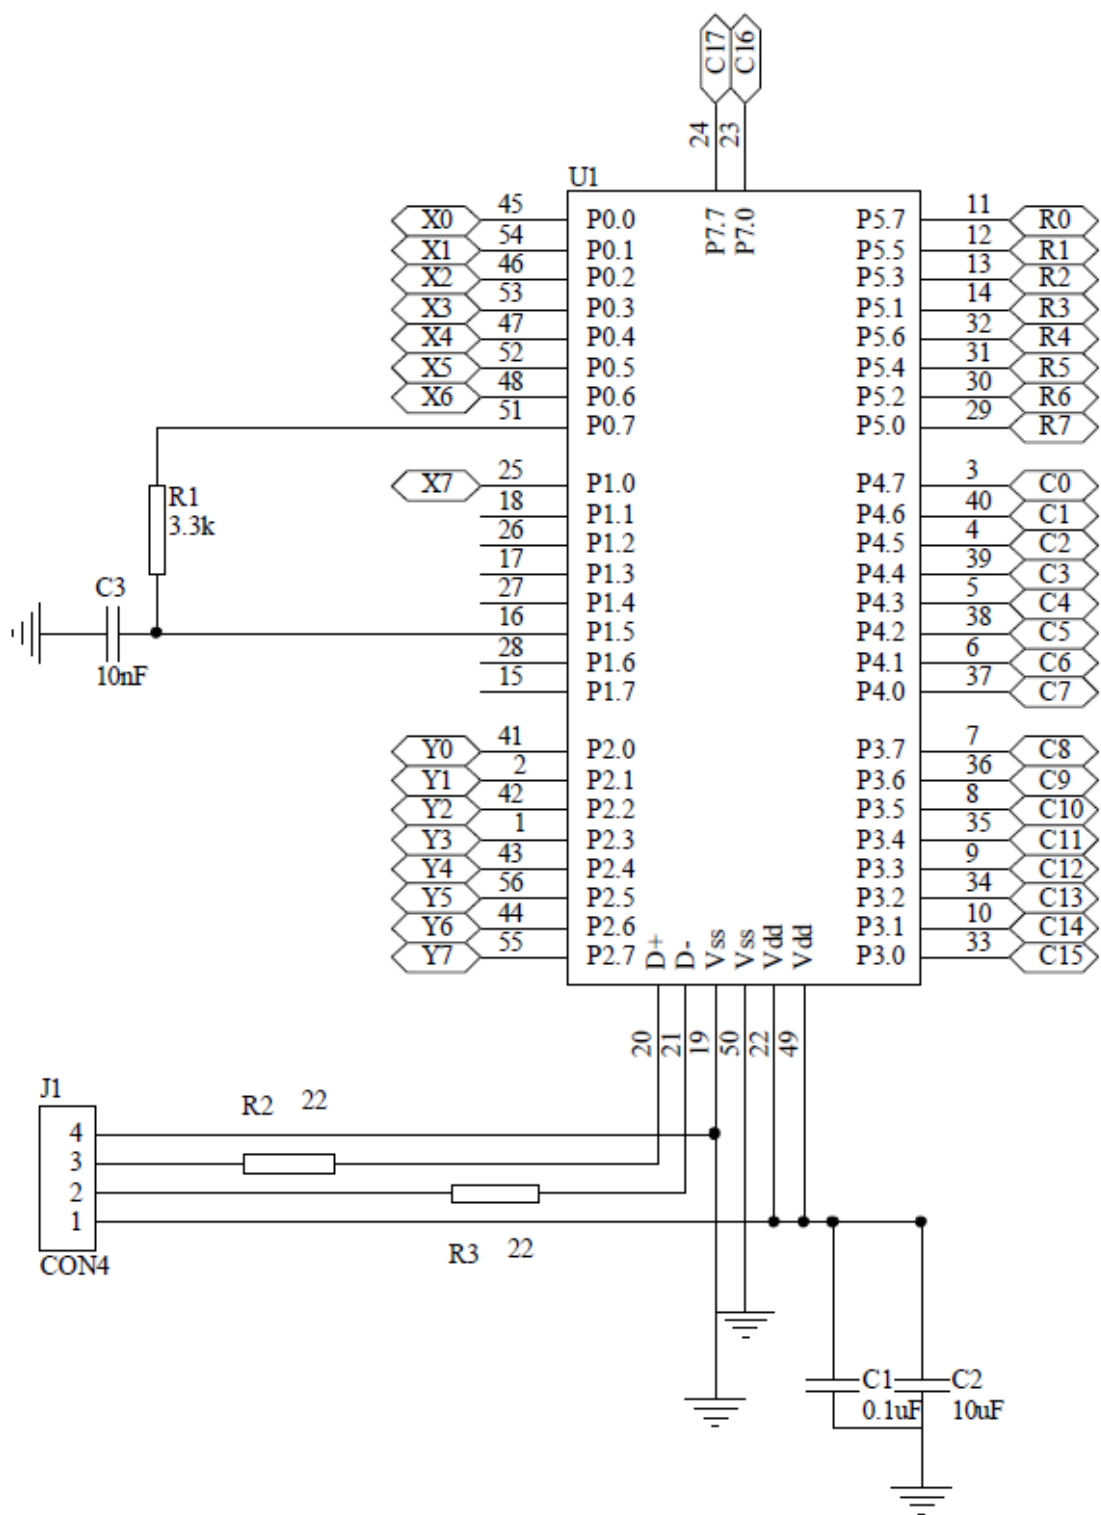 C17 C16
24 23
U1
P7.7 P7.0
X0 45 P0.0 P5.7 11 R0
X1 54 P0.1 P5.5 12 R1
X2 46 P0.2 P5.3 13 R2
X3 53 P0.3 P5.1 14 R3
X4 47 P0.4 P5.6 32 R4
X5 52 P0.5 P5.4 31 R5
X6 48 P0.6 P5.2 30 R6
51 P0.7 P5.0 29 R7
X7 25 P1.0 P4.7 3 C0
R1 18 P1.1 P4.6 40 C1
3.3k 26 P1.2 P4.5 4 C2
17 P1.3 P4.4 39 C3
C3 27 P1.4 P4.3 5 C4
16 P1.5 P4.2 38 C5
28 P1.6 P4.1 6 C6
10nF 15 P1.7 P4.0 37 C7
Y0 41 P2.0 P3.7 7 C8
Y1 2 P2.1 P3.6 36 C9
Y2 42 P2.2 P3.5 8 C10
Y3 1 P2.3 P3.4 35 C11
Y4 43 P2.4 P3.3 9 C12
Y5 56 P2.5 P3.2 34 C13
Y6 44 P2.6 P3.1 10 C14
Y7 55 P2.7 P3.0 33 C15
D+ D- Vss Vss Vdd Vdd
20 21 19 50 22 49
J1
R2 22
4
3
2
1
R3 22
CON4
C1 C2
0.1uF 10uF